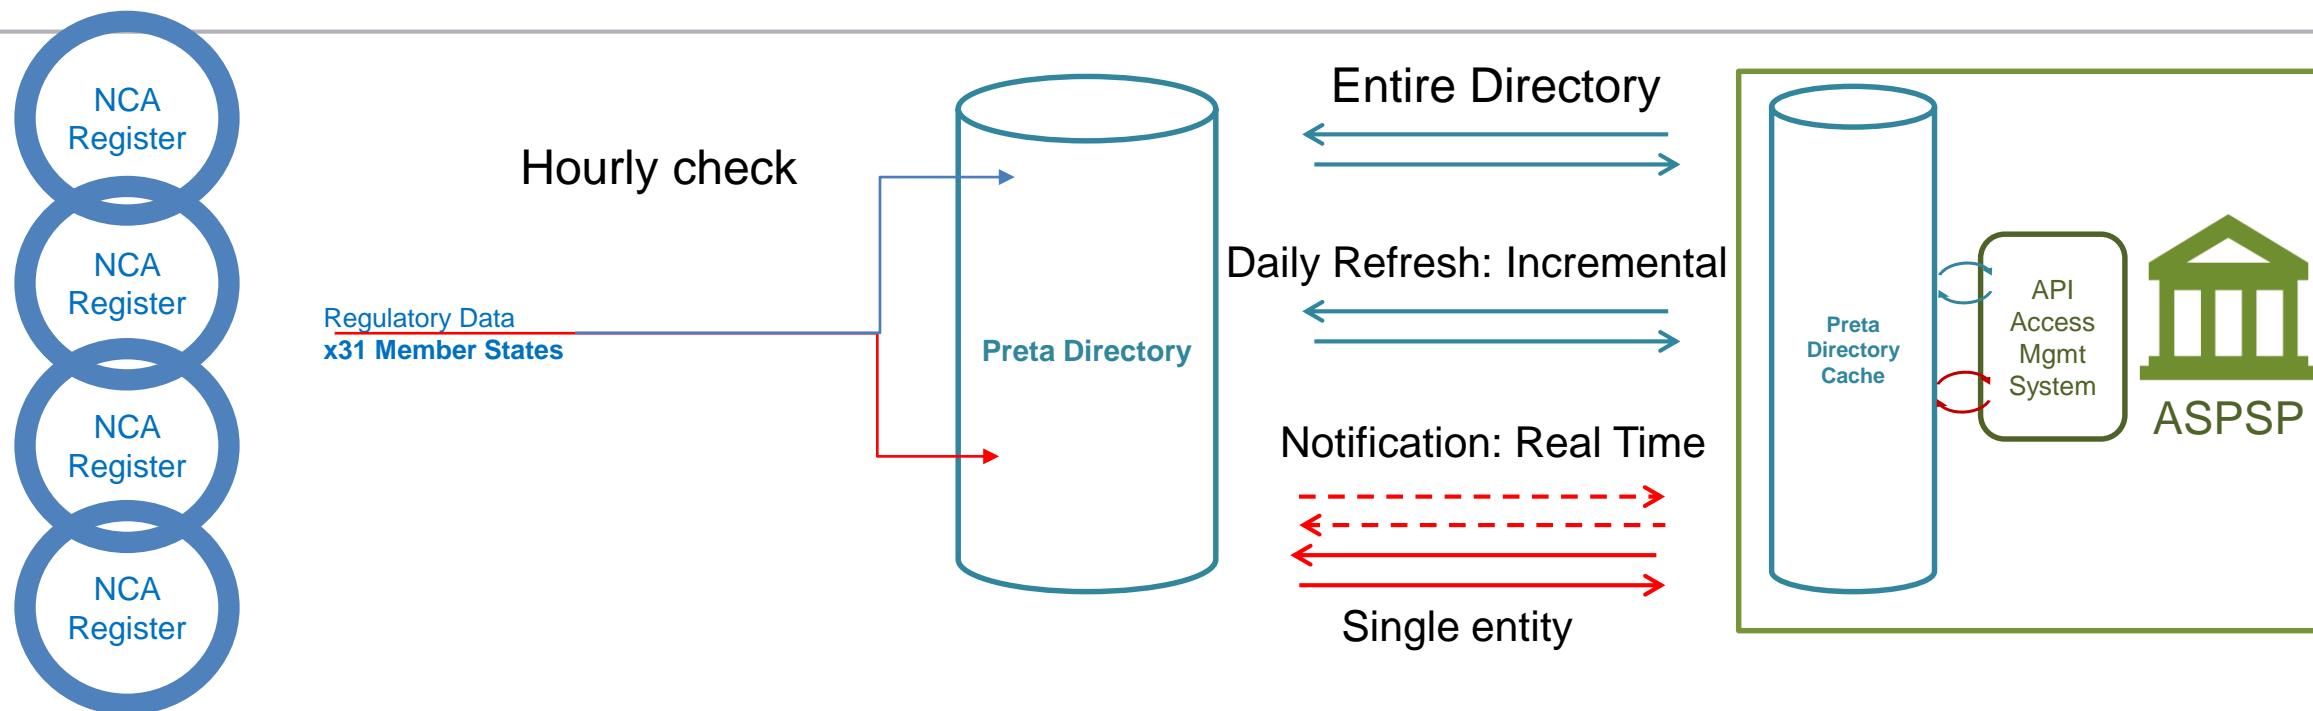 NCA
Register
NCA
Register
NCA
Register
NCA
Register
Hourly check
Regulatory Data
x31 Member States
Preta Directory
Entire Directory
Daily Refresh: Incremental
Notification: Real Time
Single entity
Preta
Directory
Cache
API
Access
Mgmt
System
ASPSP